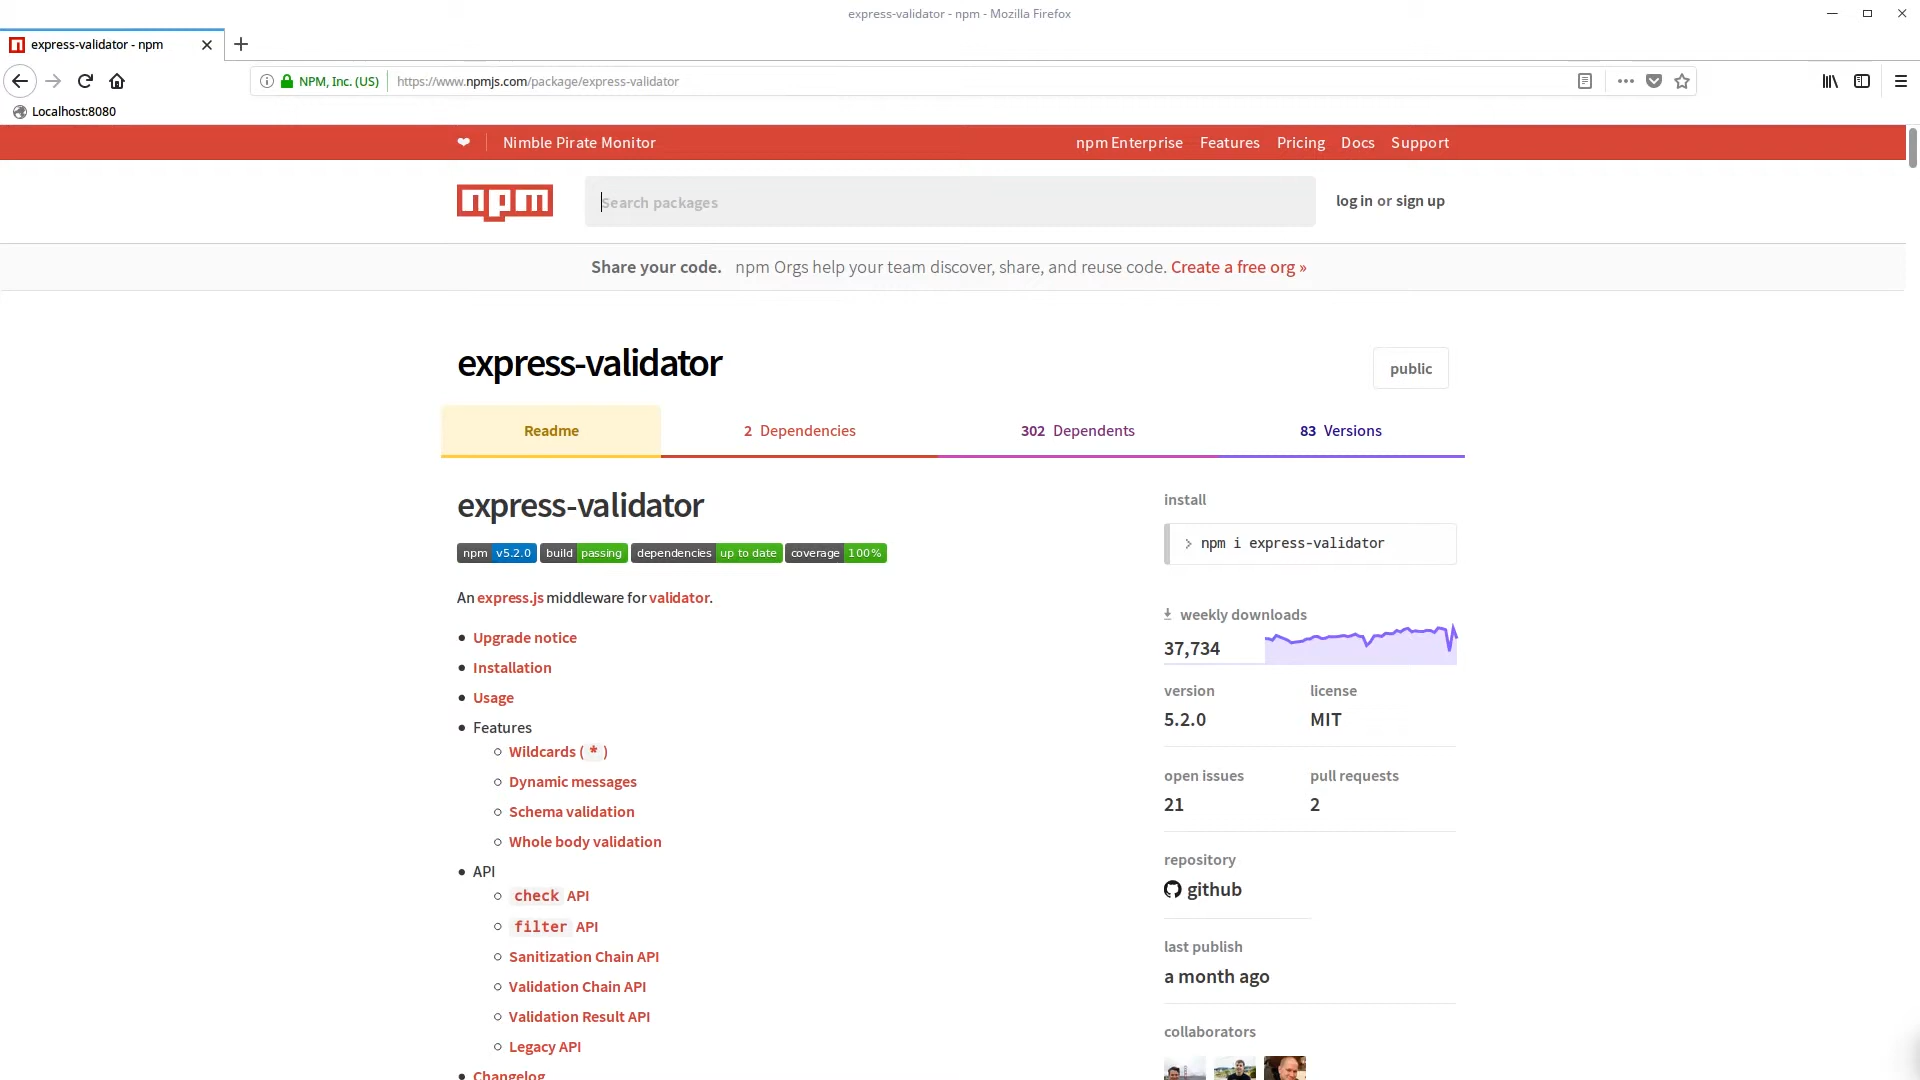 express-validator - npm - Mozilla Firefox
express-validator - npm
NPM, Inc. (US) https://www.npmjs.com/package/express-validator
Localhost:8080
❤ Nimble Pirate Monitor npm Enterprise Features Pricing Docs Support
npm Search packages log in or sign up
Share your code. npm Orgs help your team discover, share, and reuse code. Create a free org »
express-validator public
Readme 2 Dependencies 302 Dependents 83 Versions
express-validator
npm v5.2.0 build passing dependencies up to date coverage 100%
An express.js middleware for validator.
• Upgrade notice
• Installation
• Usage
• Features
○ Wildcards ( * )
○ Dynamic messages
○ Schema validation
○ Whole body validation
• API
○ check API
○ filter API
○ Sanitization Chain API
○ Validation Chain API
○ Validation Result API
○ Legacy API
• Changelog
install
> npm i express-validator
weekly downloads
37,734
version license
5.2.0 MIT
open issues pull requests
21 2
repository
github
last publish
a month ago
collaborators